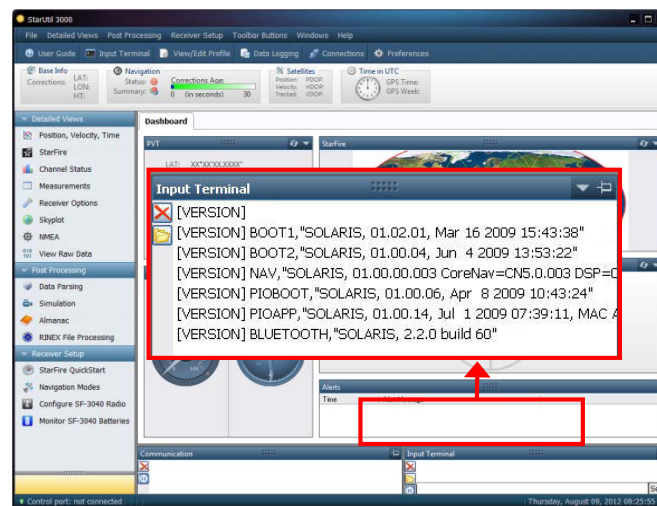 StarUtil 3000
File Detailed Views Post Processing Receiver Setup Toolbar Buttons Windows Help
User Guide Input Terminal View/Edit Profile Data Logging Connections Preferences
Base Info Navigation Satellites Time in UTC
Corrections: LAT: Status: Corrections Age: Position: PDOP: GPS Time:
LON: Summary: Velocity: HDOP: GPS Week:
HT: 0 (in seconds) 30 Tracked: VDOP:
Detailed Views
Position, Velocity, Time
StarFire
Channel Status
Measurements
Receiver Options
Skyplot
NMEA
View Raw Data
Post Processing
Data Parsing
Simulation
Almanac
RINEX File Processing
Receiver Setup
StarFire QuickStart
Navigation Modes
Configure SF-3040 Radio
Monitor SF-3040 Batteries
Dashboard
PVT StarFire
LAT: XX°XX'XX.XXXX"
Input Terminal
[VERSION]
[VERSION] BOOT1,"SOLARIS, 01.02.01, Mar 16 2009 15:43:38"
[VERSION] BOOT2,"SOLARIS, 01.00.04, Jun 4 2009 13:53:22"
[VERSION] NAV,"SOLARIS, 01.00.00.003 CoreNav=CN5.0.003 DSP=
[VERSION] PIOBOOT,"SOLARIS, 01.00.06, Apr 8 2009 10:43:24"
[VERSION] PIOAPP,"SOLARIS, 01.00.14, Jul 1 2009 07:39:11, MAC
[VERSION] BLUETOOTH,"SOLARIS, 2.2.0 build 60"
Alerts
Time
Communication Input Terminal
Control port: not connected Thursday, August 09, 2012 08:25:55